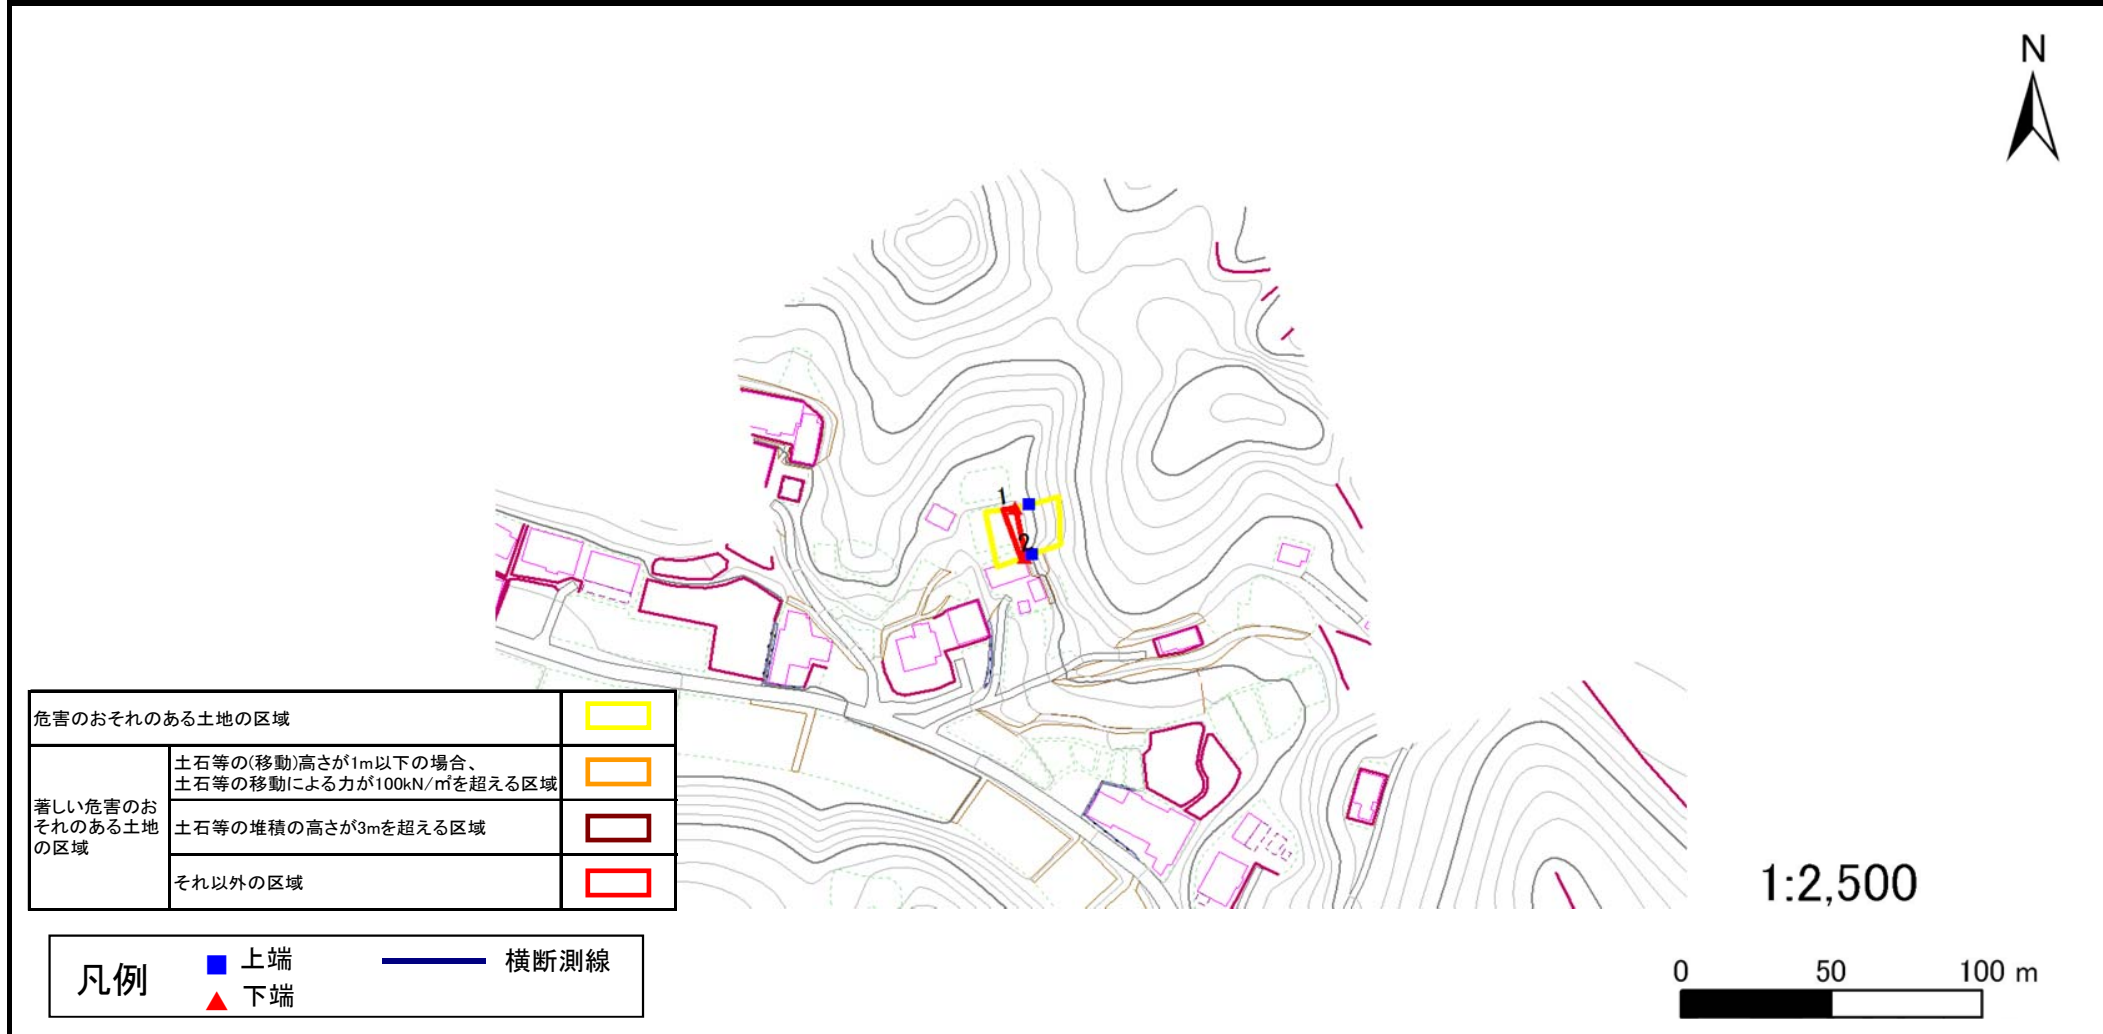 N
1
2
危害のおそれのある土地の区域
著しい危害のお
それのある土地
の区域
土石等の(移動)高さが1m以下の場合、
土石等の移動による力が100kN/㎡を超える区域
土石等の堆積の高さが3mを超える区域
それ以外の区域
凡例
上端
下端
横断測線
1:2,500
0 50 100 m